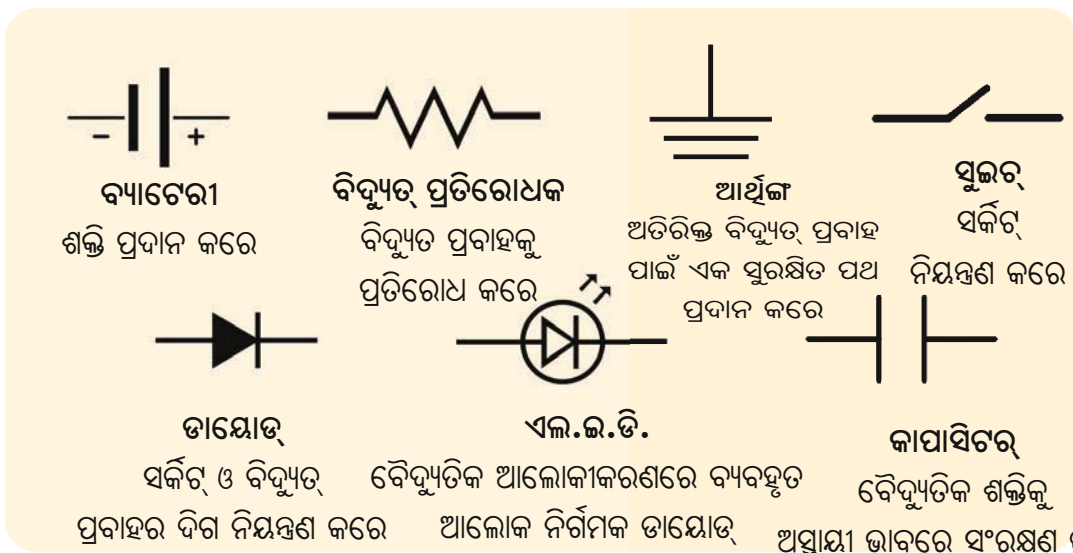 - +
ବ୍ୟାଟେରୀ
ଶକ୍ତି ପ୍ରଦାନ କରେ
ବିଦ୍ୟୁତ୍ ପ୍ରତିରୋଧକ
ବିଦ୍ୟୁତ ପ୍ରବାହକୁ
ପ୍ରତିରୋଧ କରେ
ଆର୍ଥିଙ୍ଗ
ଅତିରିକ୍ତ ବିଦ୍ୟୁତ୍ ପ୍ରବାହ
ପାଇଁ ଏକ ସୁରକ୍ଷିତ ପଥ
ପ୍ରଦାନ କରେ
ସୁଇଚ୍
ସର୍କିଟ୍
ନିୟନ୍ତ୍ରଣ କରେ
ଡାୟୋଡ୍
ସର୍କିଟ୍ ଓ ବିଦ୍ୟୁତ୍
ପ୍ରବାହର ଦିଗ ନିୟନ୍ତ୍ରଣ କରେ
ଏଲ.ଇ.ଡି.
ବୈଦ୍ୟୁତିକ ଆଲୋକୀକରଣରେ ବ୍ୟବହୃତ
ଆଲୋକ ନିର୍ଗମକ ଡାୟୋଡ୍
କାପାସିଟର୍
ବୈଦ୍ୟୁତିକ ଶକ୍ତିକୁ
ଅସ୍ଥାୟୀ ଭାବରେ ସଂରକ୍ଷଣ